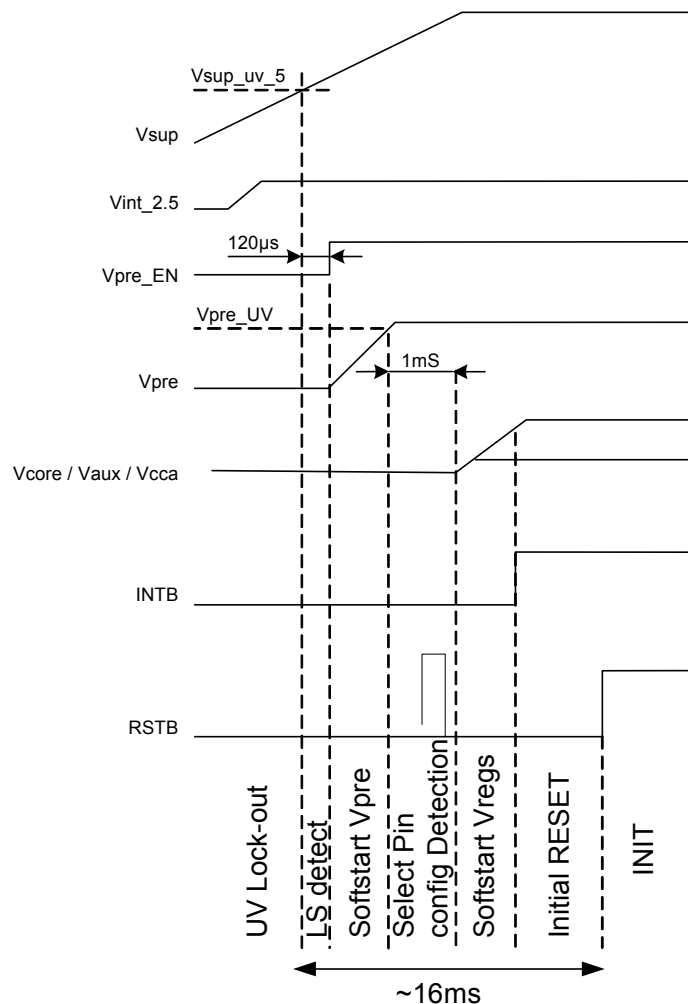 Vsup_uv_5
Vsup
Vint_2.5
120µs
Vpre_EN
Vpre_UV
1mS
Vpre
Vcore / Vaux / Vcca
INTB
RSTB
UV Lock-out
LS detect
Softstart Vpre
Select Pin
config Detection
Softstart Vregs
Initial RESET
INIT
~16ms